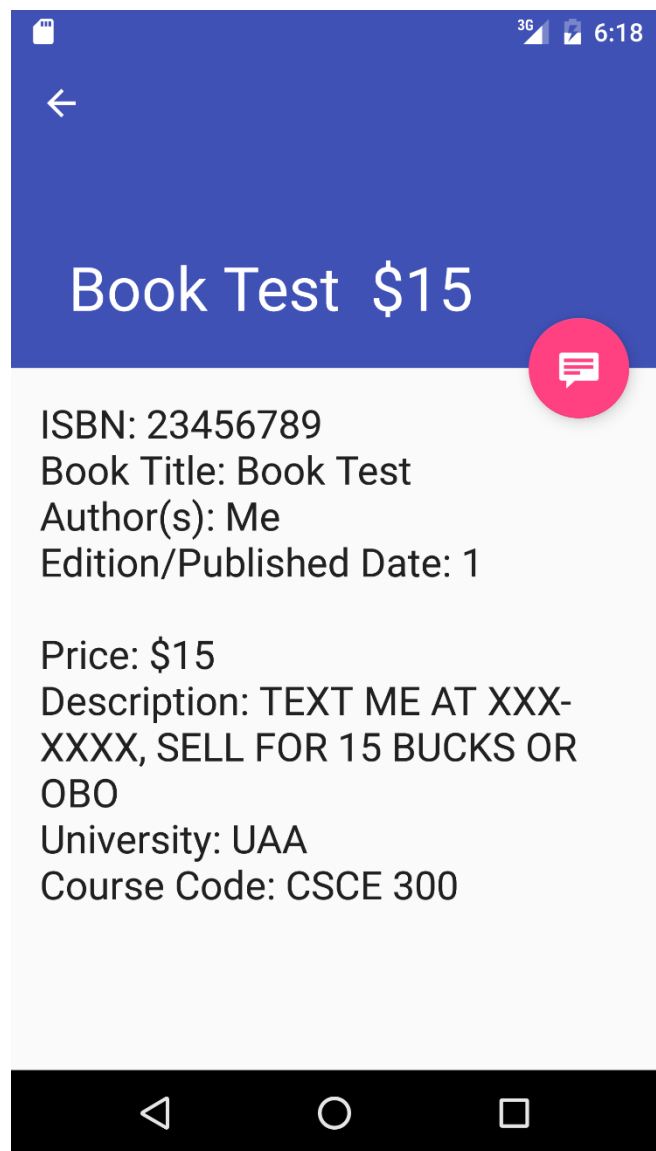 3G 6:18
Book Test $15
ISBN: 23456789
Book Title: Book Test
Author(s): Me
Edition/Published Date: 1
Price: $15
Description: TEXT ME AT XXX-
XXXX, SELL FOR 15 BUCKS OR
OBO
University: UAA
Course Code: CSCE 300